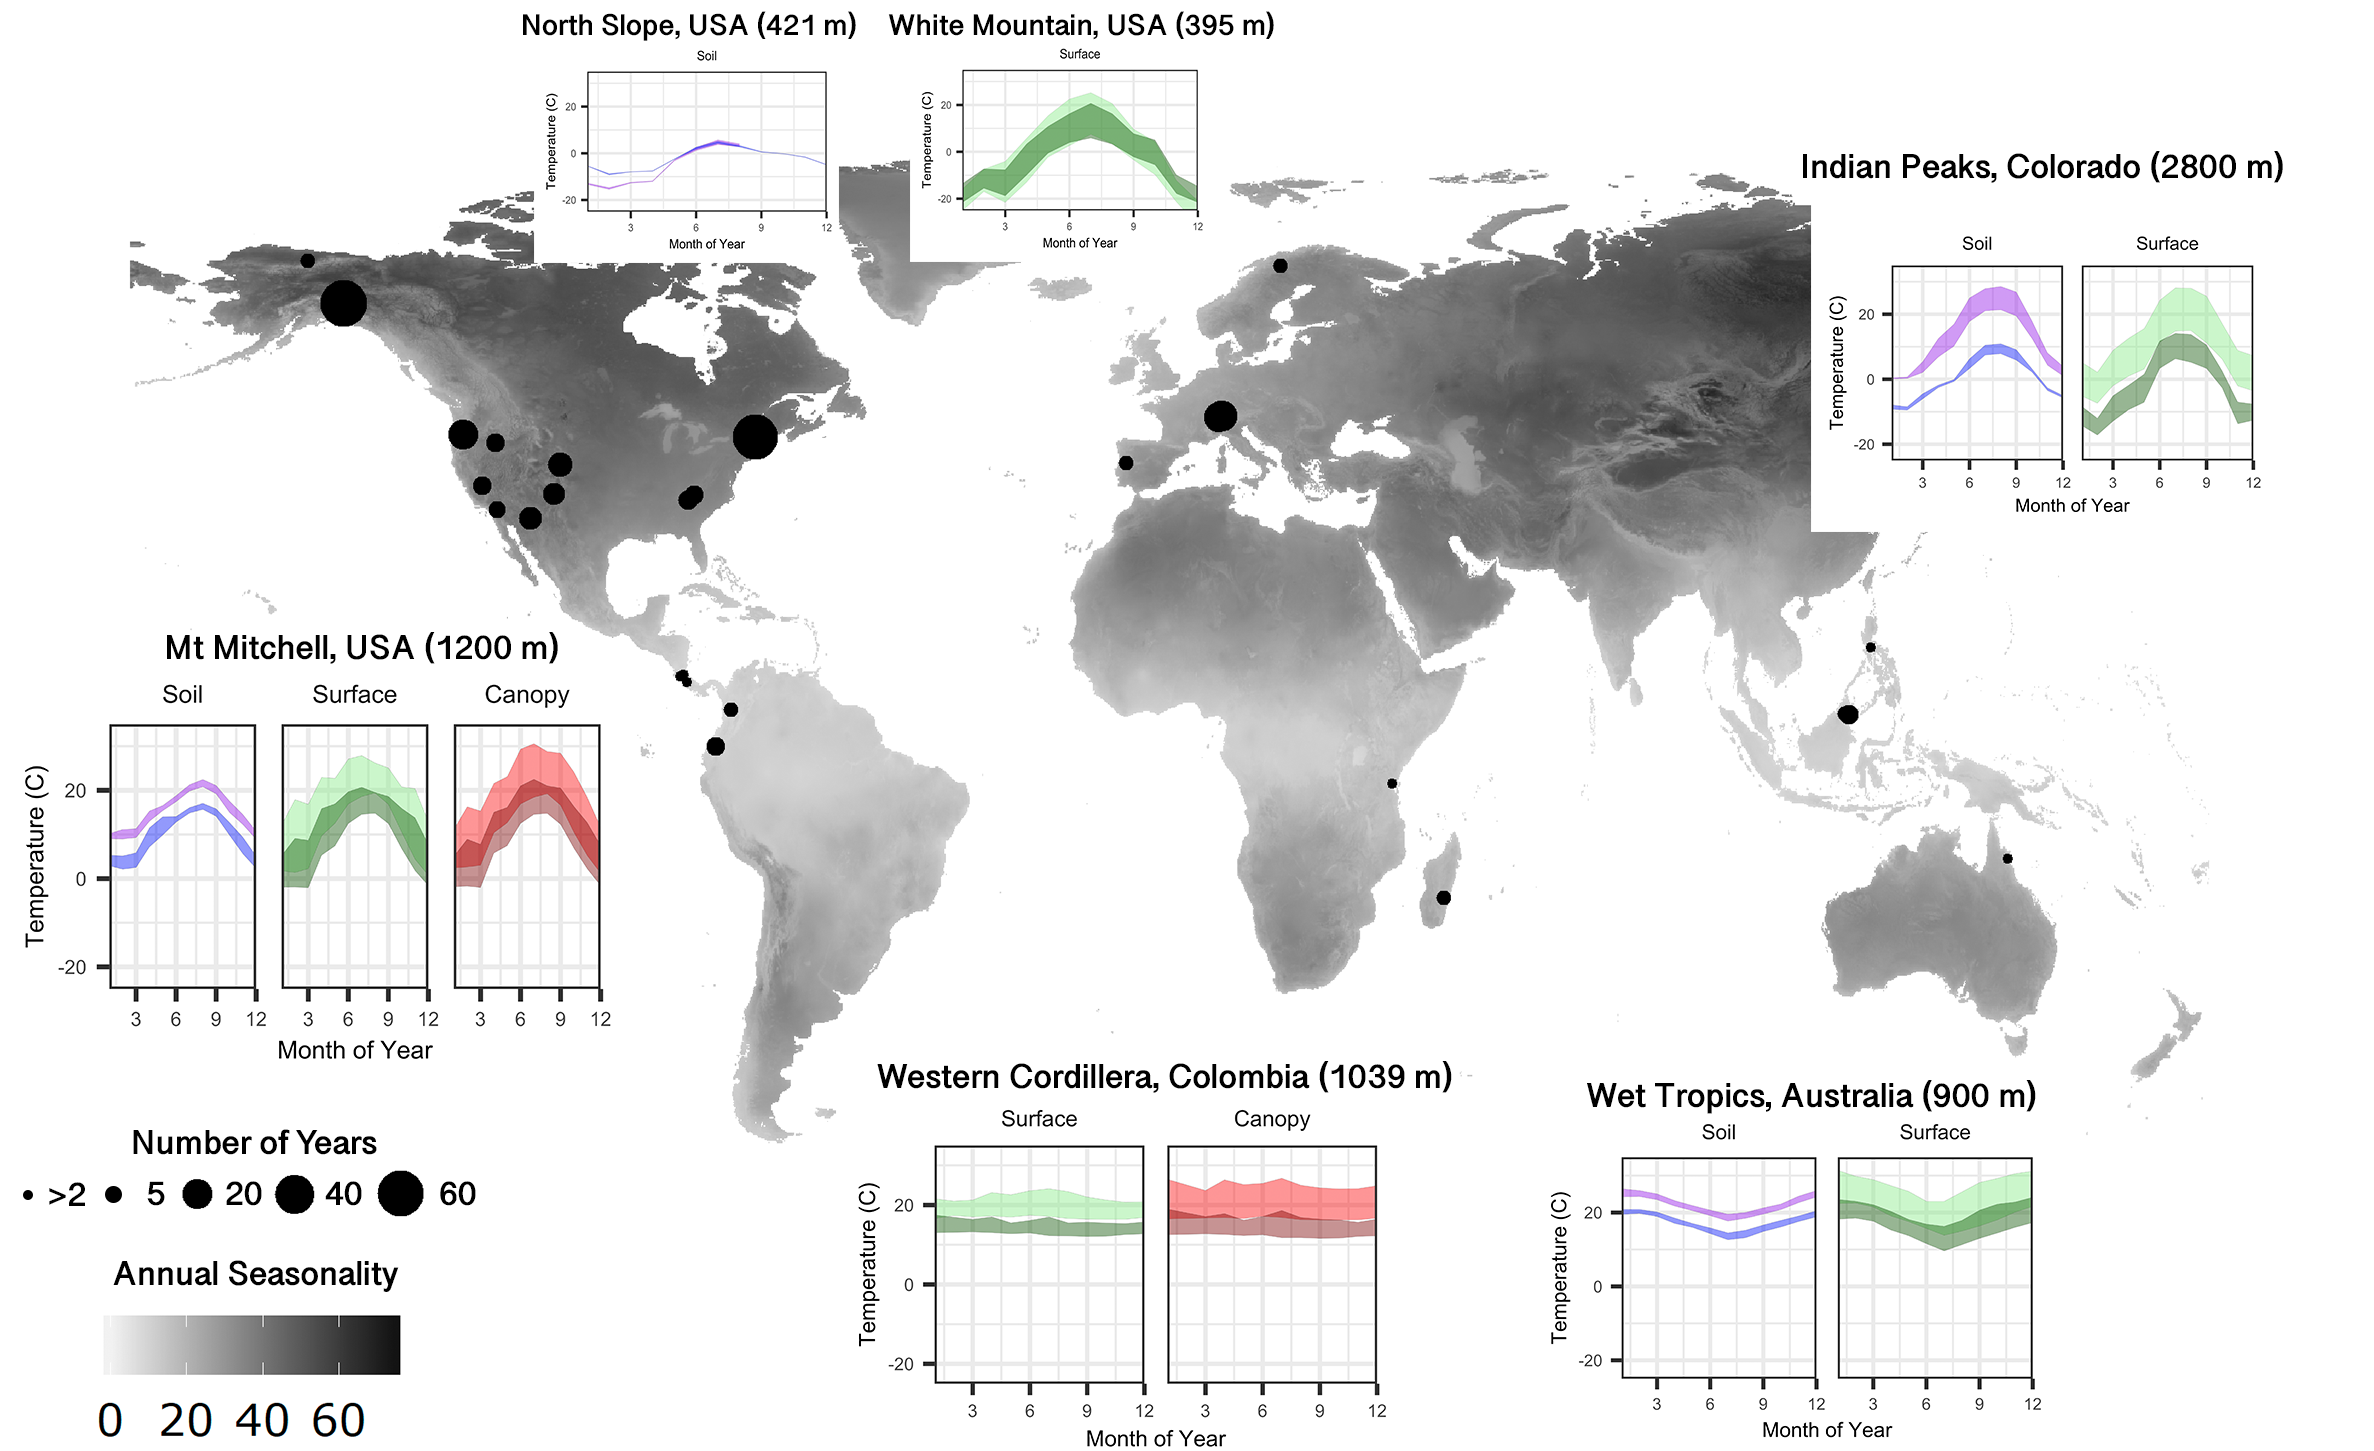 North Slope, USA (421 m)
Soil
Temperature (C)
20
0
-20
3 6 9 12
Month of Year
White Mountain, USA (395 m)
Surface
Temperature (C)
20
0
-20
3 6 9 12
Month of Year
Indian Peaks, Colorado (2800 m)
Soil Surface
Temperature (C)
20
0
-20
3 6 9 12 3 6 9 12
Month of Year
Mt Mitchell, USA (1200 m)
Soil Surface Canopy
Temperature (C)
20
0
-20
3 6 9 12 3 6 9 12 3 6 9 12
Month of Year
Western Cordillera, Colombia (1039 m)
Surface Canopy
Temperature (C)
20
0
-20
3 6 9 12 3 6 9 12
Month of Year
Wet Tropics, Australia (900 m)
Soil Surface
Temperature (C)
20
0
-20
3 6 9 12 3 6 9 12
Month of Year
Number of Years
>2 5 20 40 60
Annual Seasonality
0 20 40 60